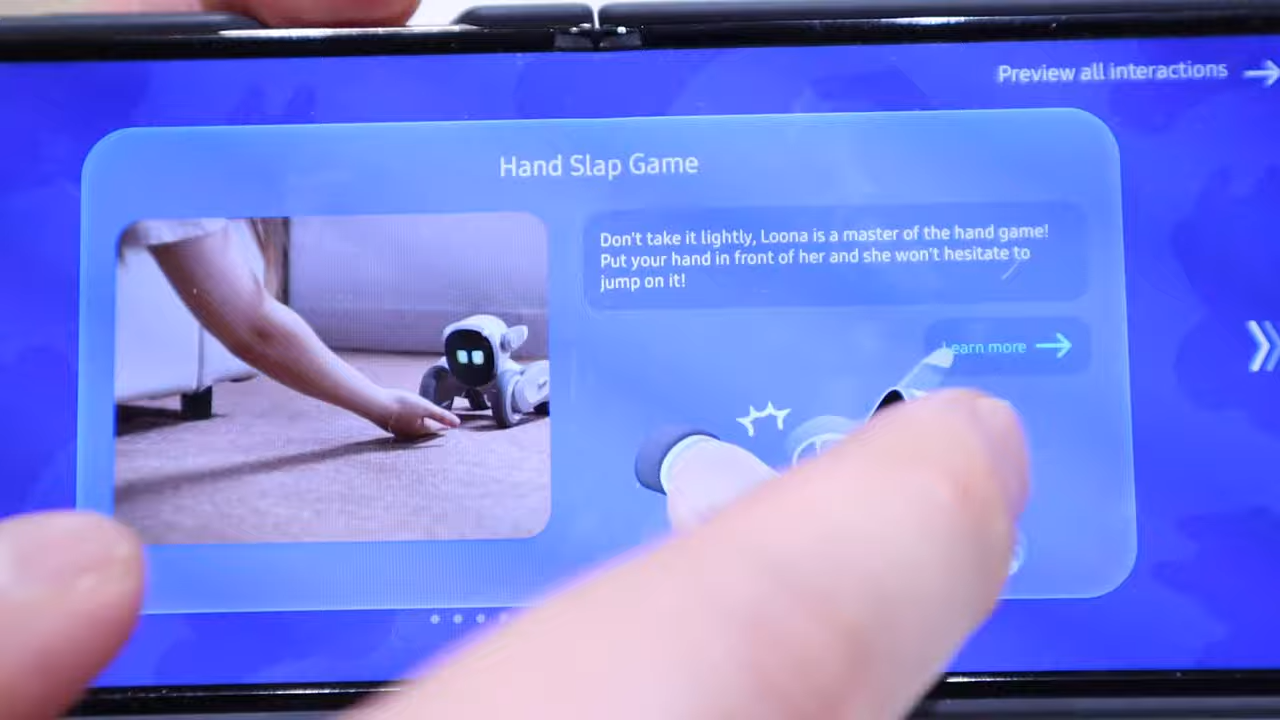 Preview all interactions
Hand Slap Game
Don't take it lightly, Loona is a master of the hand game!
Put your hand in front of her and she won't hesitate to
jump on it!
Learn more